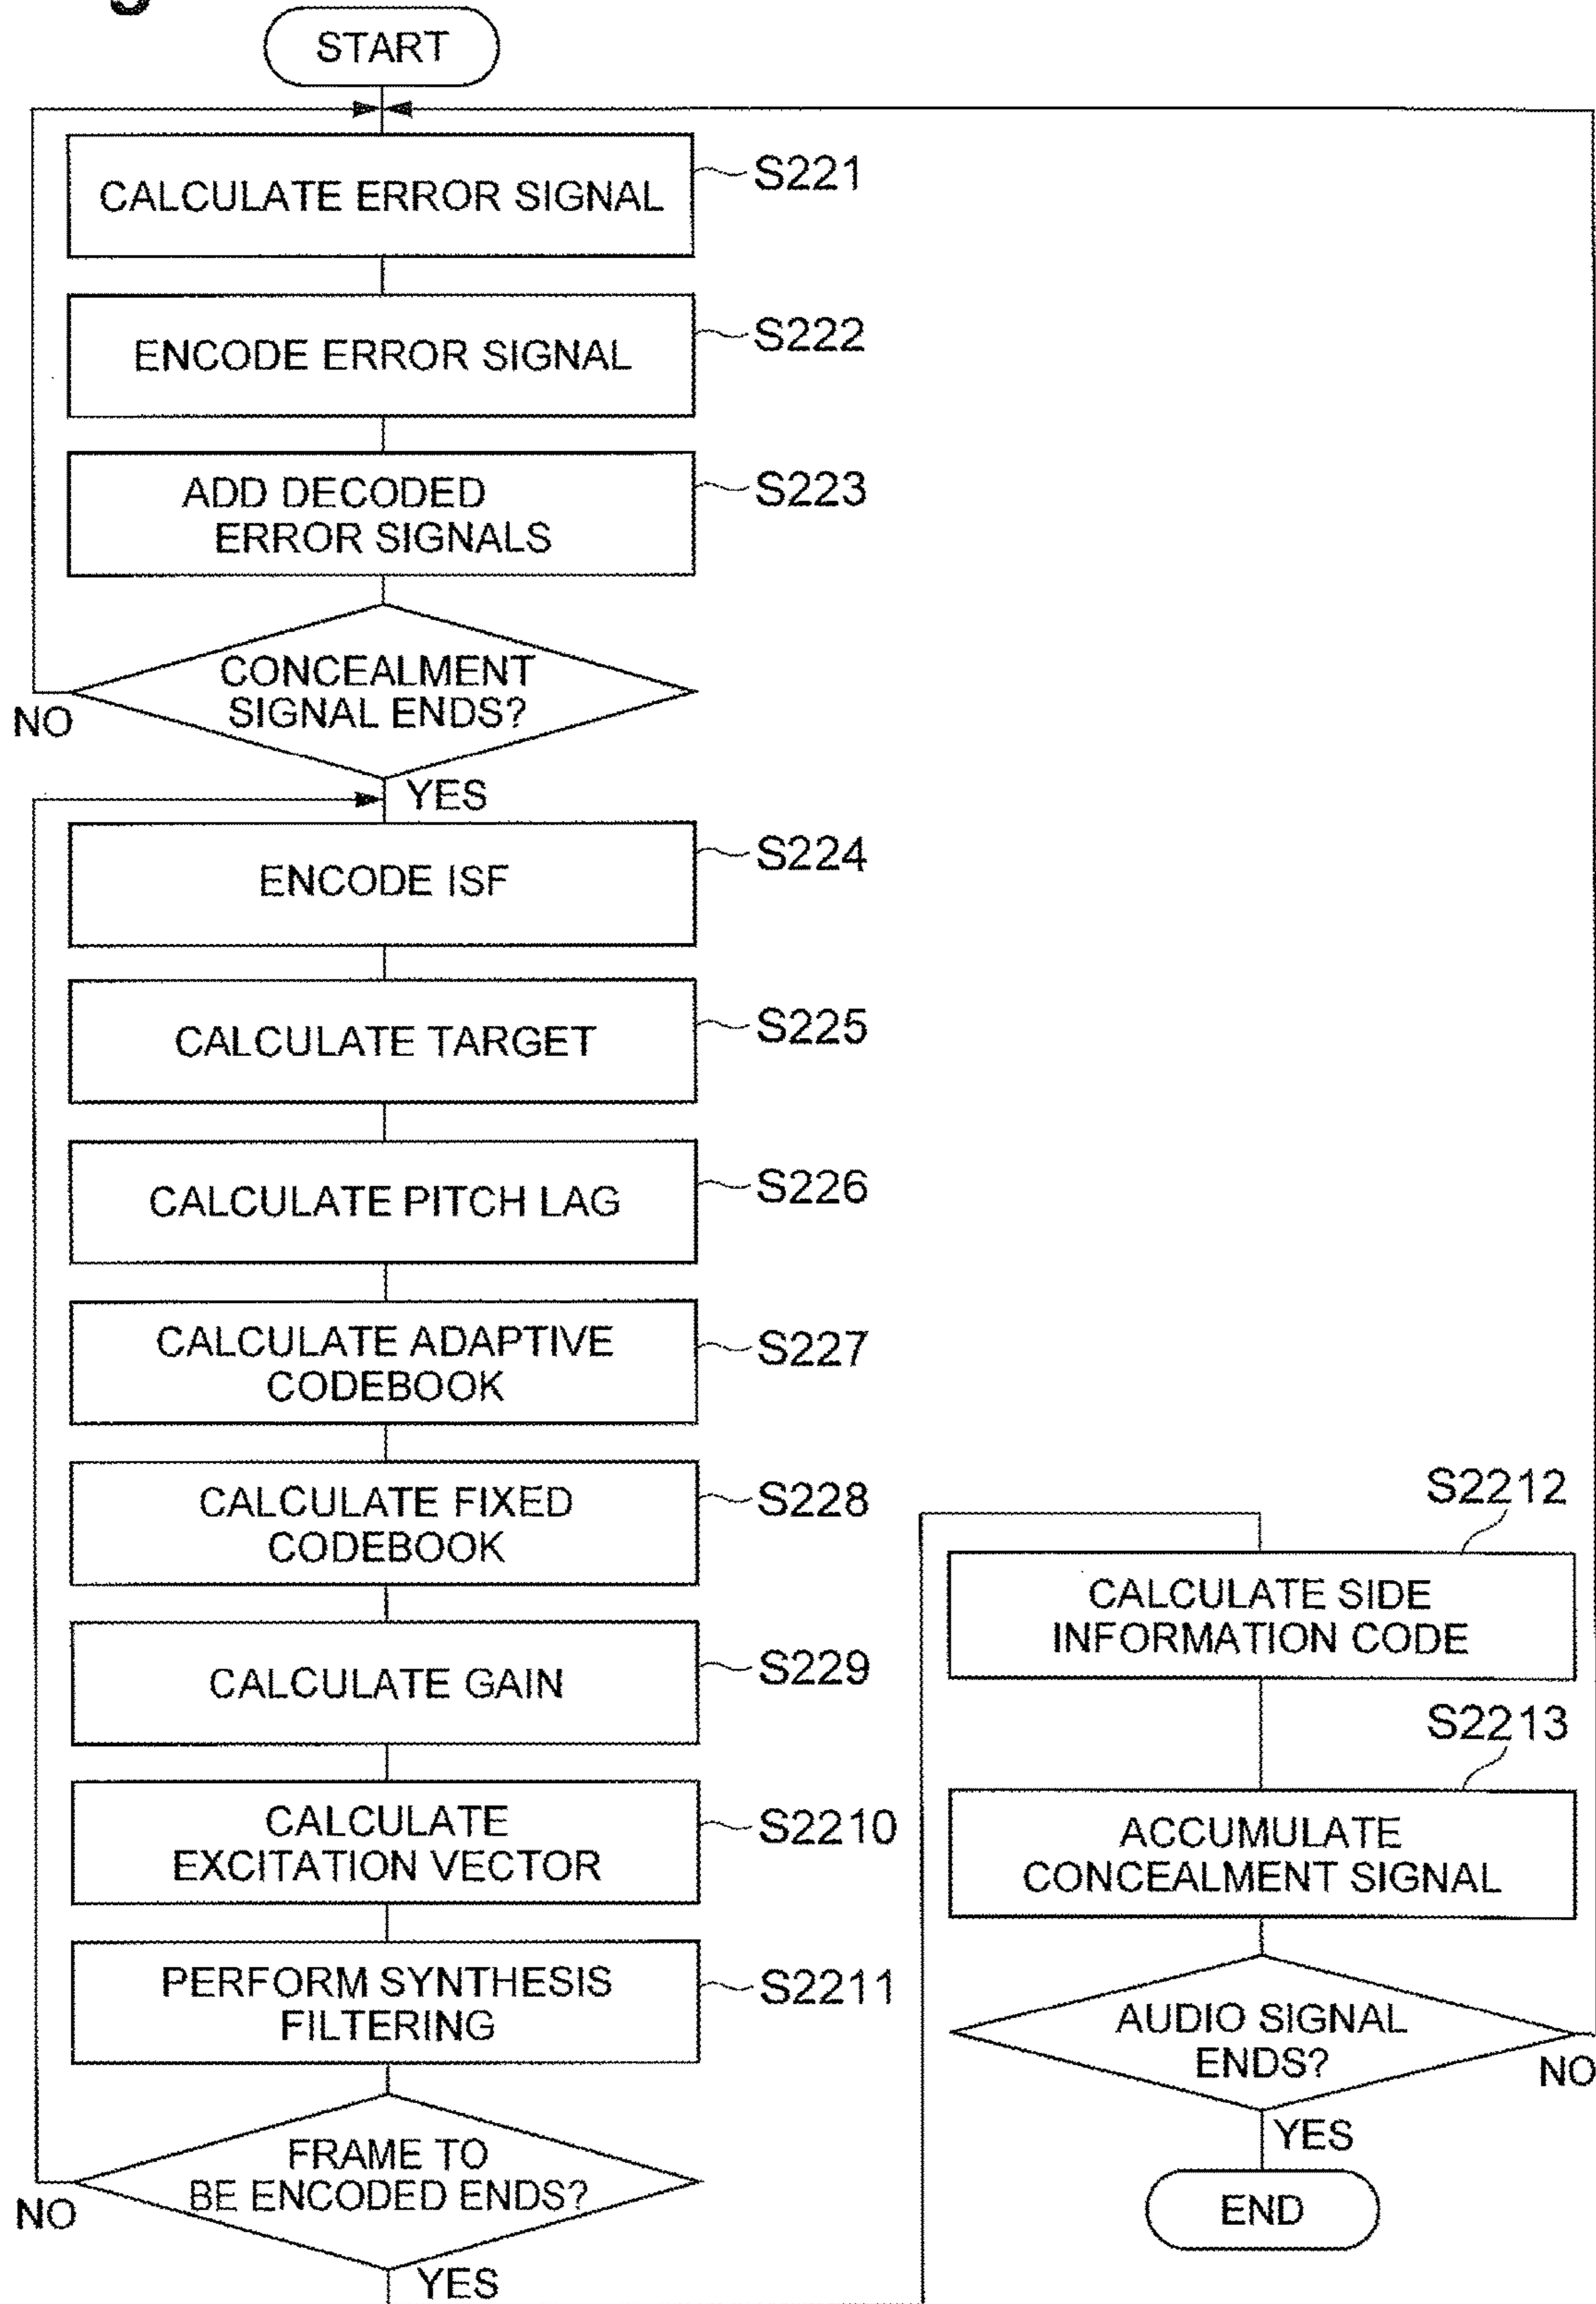 START
CALCULATE ERROR SIGNAL
S221
ENCODE ERROR SIGNAL
S222
ADD DECODED
ERROR SIGNALS
S223
CONCEALMENT
SIGNAL ENDS?
NO
YES
ENCODE ISF
S224
CALCULATE TARGET
S225
CALCULATE PITCH LAG
S226
CALCULATE ADAPTIVE
CODEBOOK
S227
CALCULATE FIXED
CODEBOOK
S228
CALCULATE GAIN
S229
CALCULATE
EXCITATION VECTOR
S2210
PERFORM SYNTHESIS
FILTERING
S2211
FRAME TO
BE ENCODED ENDS?
NO
YES
S2212
CALCULATE SIDE
INFORMATION CODE
S2213
ACCUMULATE
CONCEALMENT SIGNAL
AUDIO SIGNAL
ENDS?
NO
YES
END